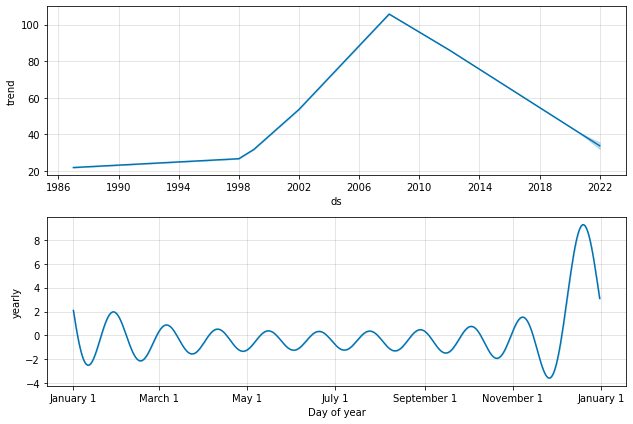 100
80
60
40
20
trend
1986 1990 1994 1998 2002 2006 2010 2014 2018 2022
ds
8
6
4
2
0
−2
−4
yearly
January 1 March 1 May 1 July 1 September 1 November 1 January 1
Day of year